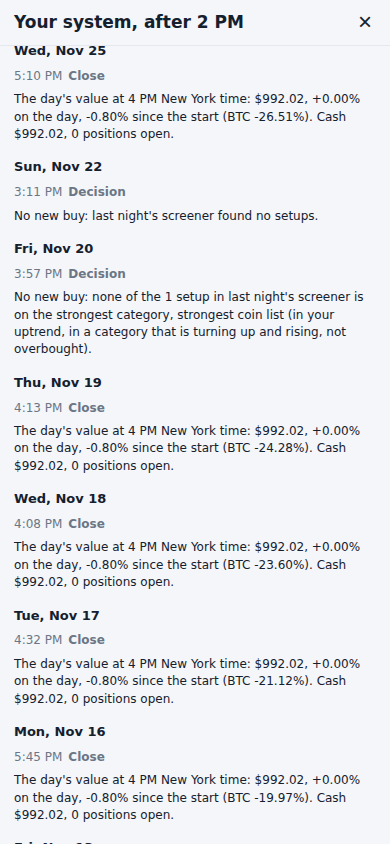 Your system, after 2 PM ✕
Wed, Nov 25
5:10 PM Close
The day's value at 4 PM New York time: $992.02, +0.00%
on the day, -0.80% since the start (BTC -26.51%). Cash
$992.02, 0 positions open.
Sun, Nov 22
3:11 PM Decision
No new buy: last night's screener found no setups.
Fri, Nov 20
3:57 PM Decision
No new buy: none of the 1 setup in last night's screener is
on the strongest category, strongest coin list (in your
uptrend, in a category that is turning up and rising, not
overbought).
Thu, Nov 19
4:13 PM Close
The day's value at 4 PM New York time: $992.02, +0.00%
on the day, -0.80% since the start (BTC -24.28%). Cash
$992.02, 0 positions open.
Wed, Nov 18
4:08 PM Close
The day's value at 4 PM New York time: $992.02, +0.00%
on the day, -0.80% since the start (BTC -23.60%). Cash
$992.02, 0 positions open.
Tue, Nov 17
4:32 PM Close
The day's value at 4 PM New York time: $992.02, +0.00%
on the day, -0.80% since the start (BTC -21.12%). Cash
$992.02, 0 positions open.
Mon, Nov 16
5:45 PM Close
The day's value at 4 PM New York time: $992.02, +0.00%
on the day, -0.80% since the start (BTC -19.97%). Cash
$992.02, 0 positions open.